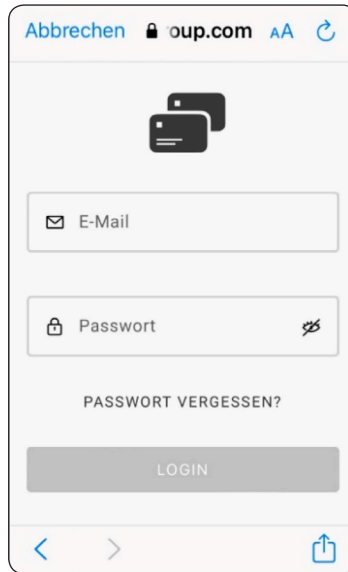 Abbrechen oup.com AA
E-Mail
Passwort
PASSWORT VERGESSEN?
LOGIN